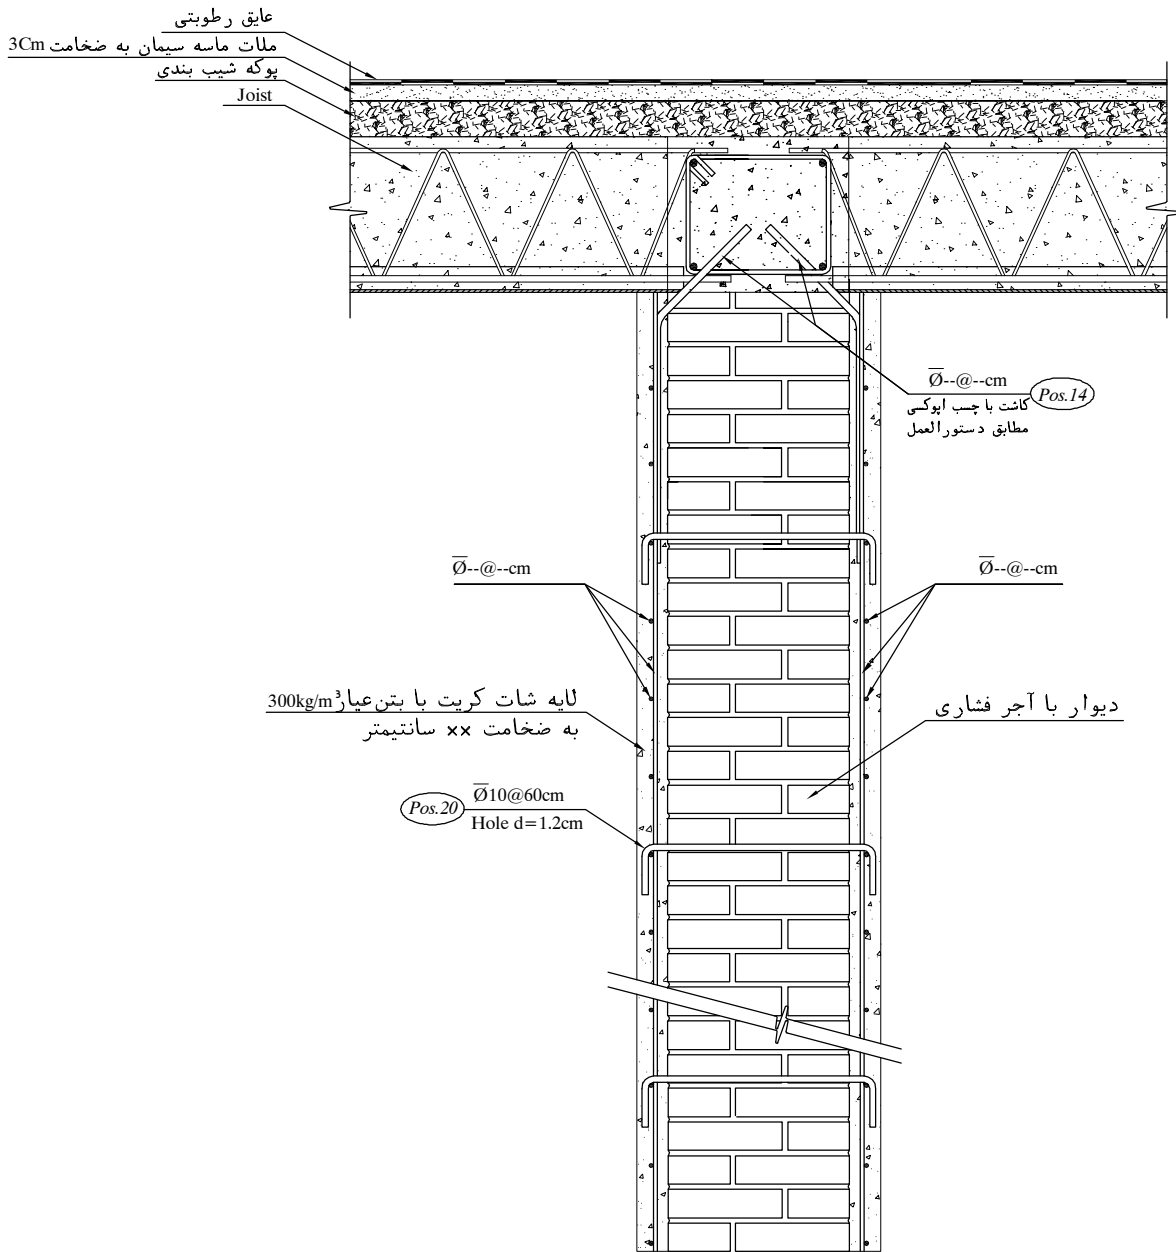 عایق رطوبتی
ملات ماسه سیمان به ضخامت 3Cm
پوکه شیب بندی
Joist
Ø--@--cm
Pos.14
کاشت با چسب اپوکسی
مطابق دستورالعمل
Ø--@--cm
Ø--@--cm
لایه شات کریت با بتن عیار 300kg/m³
به ضخامت xx سانتیمتر
دیوار با آجر فشاری
Pos.20
Ø10@60cm
Hole d=1.2cm